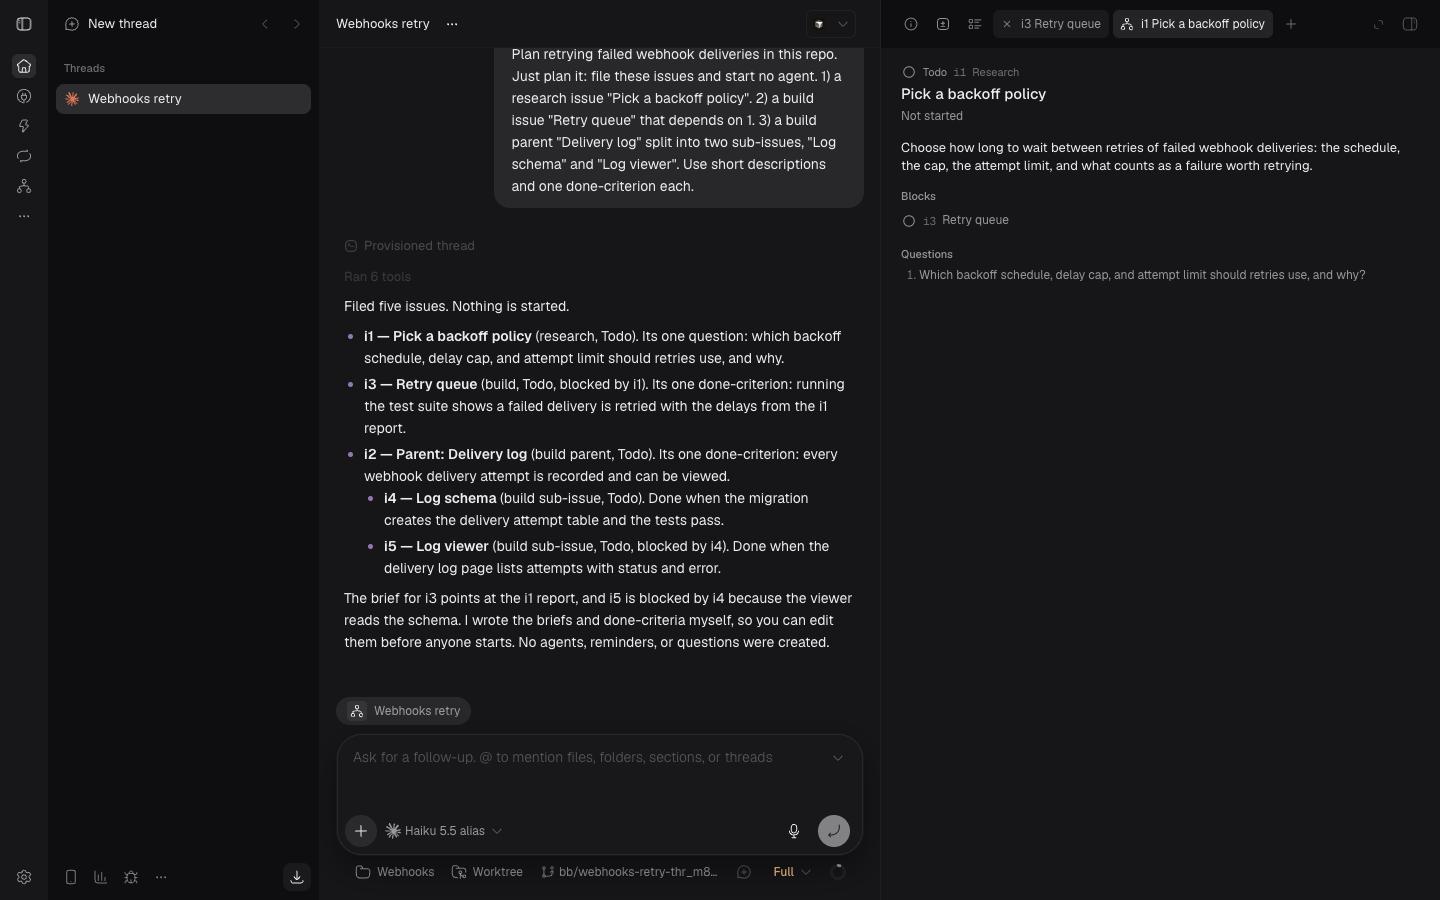 New thread
Threads
Webhooks retry
Webhooks retry
Plan retrying failed webhook deliveries in this repo.
Just plan it: file these issues and start no agent. 1) a
research issue "Pick a backoff policy". 2) a build
issue "Retry queue" that depends on 1. 3) a build
parent "Delivery log" split into two sub-issues, "Log
schema" and "Log viewer". Use short descriptions
and one done-criterion each.
Provisioned thread
Ran 6 tools
Filed five issues. Nothing is started.
• i1 — Pick a backoff policy (research, Todo). Its one question: which backoff
schedule, delay cap, and attempt limit should retries use, and why.
• i3 — Retry queue (build, Todo, blocked by i1). Its one done-criterion: running
the test suite shows a failed delivery is retried with the delays from the i1
report.
• i2 — Parent: Delivery log (build parent, Todo). Its one done-criterion: every
webhook delivery attempt is recorded and can be viewed.
• i4 — Log schema (build sub-issue, Todo). Done when the migration
creates the delivery attempt table and the tests pass.
• i5 — Log viewer (build sub-issue, Todo, blocked by i4). Done when the
delivery log page lists attempts with status and error.
The brief for i3 points at the i1 report, and i5 is blocked by i4 because the viewer
reads the schema. I wrote the briefs and done-criteria myself, so you can edit
them before anyone starts. No agents, reminders, or questions were created.
Webhooks retry
Ask for a follow-up. @ to mention files, folders, sections, or threads
Haiku 5.5 alias
Webhooks
Worktree
bb/webhooks-retry-thr_m8...
Full
i3 Retry queue
i1 Pick a backoff policy
Todo i1 Research
Pick a backoff policy
Not started
Choose how long to wait between retries of failed webhook deliveries: the schedule,
the cap, the attempt limit, and what counts as a failure worth retrying.
Blocks
i3 Retry queue
Questions
1. Which backoff schedule, delay cap, and attempt limit should retries use, and why?